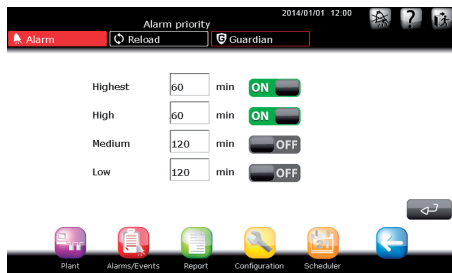 2014/01/01 12:00
Alarm priority
?
Alarm Reload Guardian
Highest 60 min ON
High 60 min ON
Medium 120 min OFF
Low 120 min OFF
Plant Alarms/Events Report Configuration Scheduler